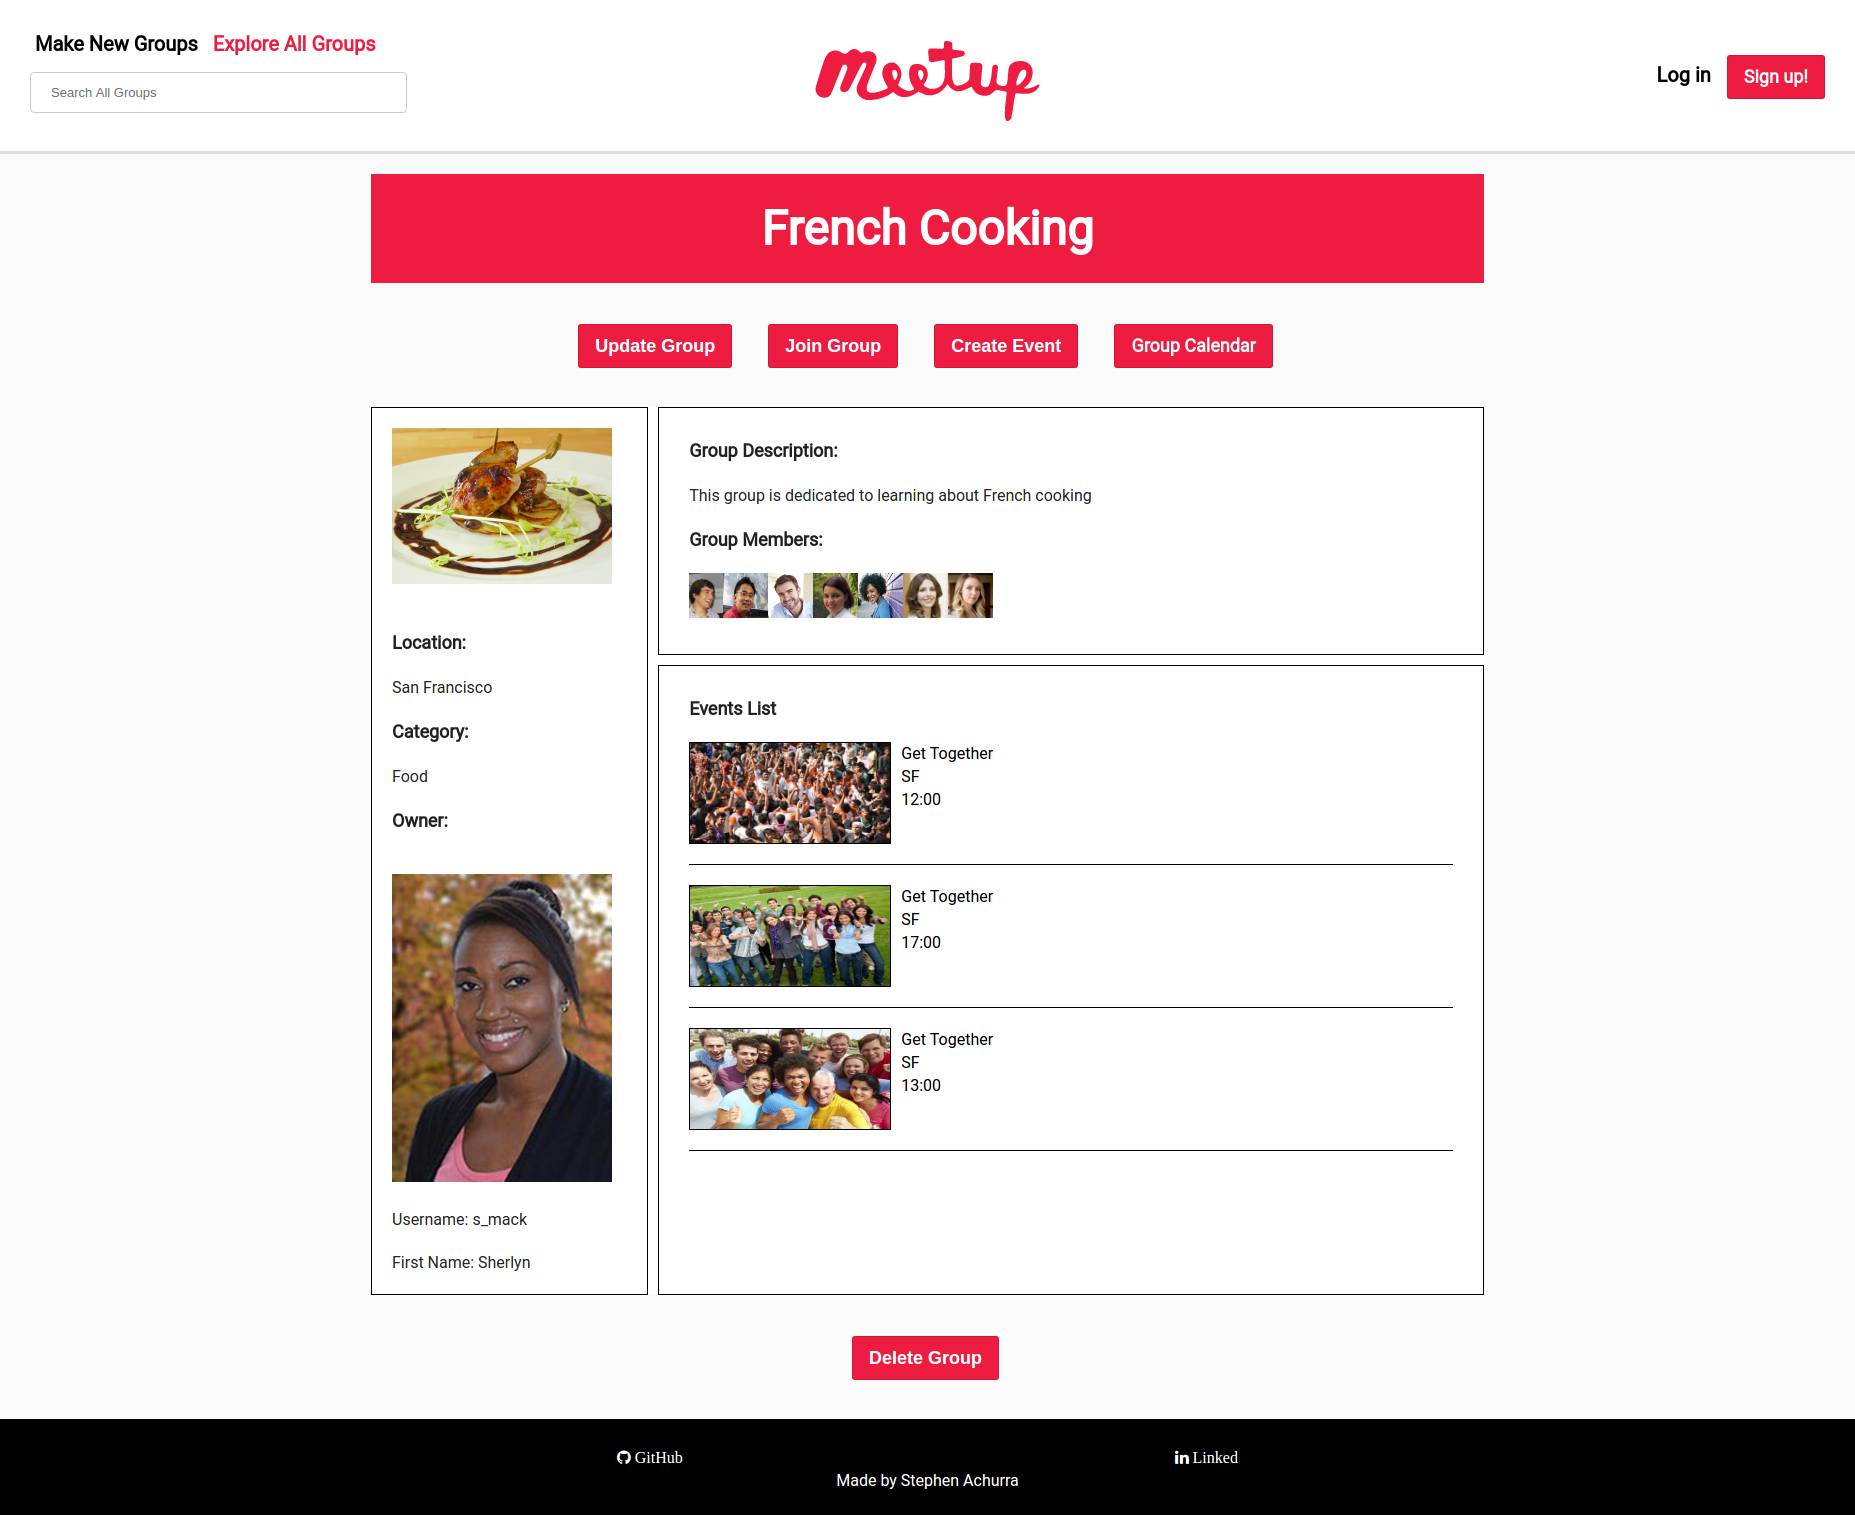 Make New Groups Explore All Groups
Search All Groups
Meetup
Log in Sign up!
French Cooking
Update Group Join Group Create Event Group Calendar
Location:
San Francisco
Category:
Food
Owner:
Username: s_mack
First Name: Sherlyn
Group Description:
This group is dedicated to learning about French cooking
Group Members:
Events List
Get Together
SF
12:00
Get Together
SF
17:00
Get Together
SF
13:00
Delete Group
GitHub
Linked
Made by Stephen Achurra